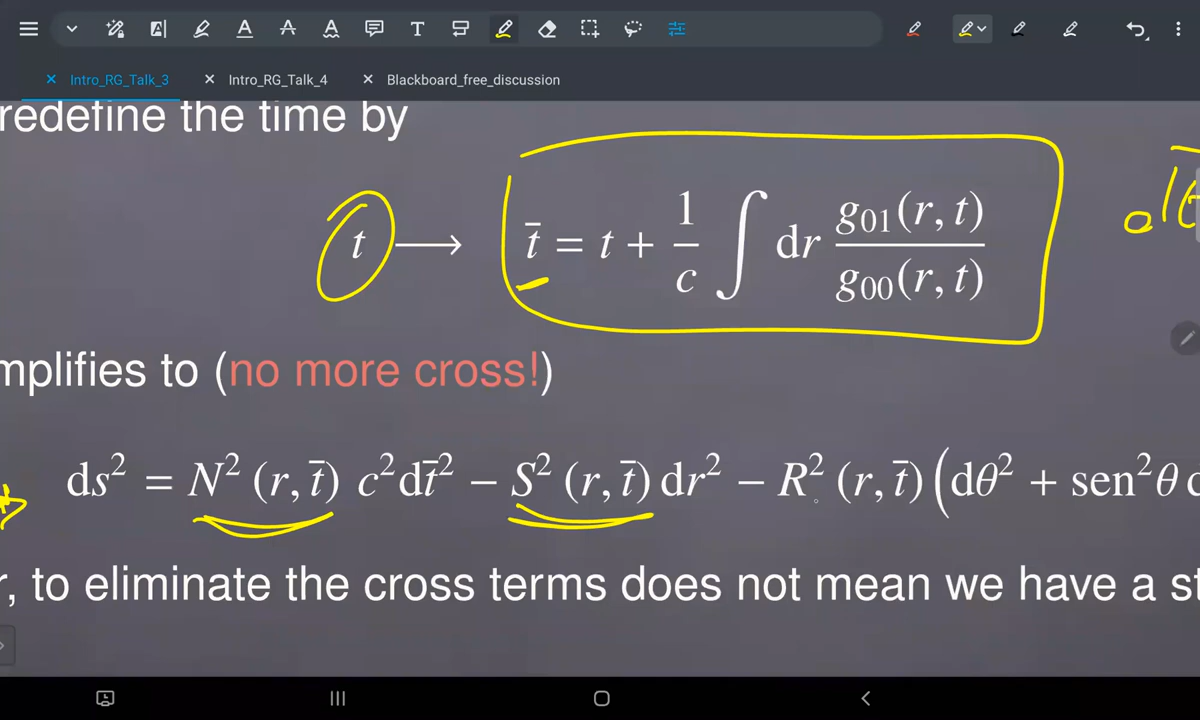 Intro_RG_Talk_3 Intro_RG_Talk_4 Blackboard_free_discussion
redefine the time by
t ⟶ t̄ = t + 1/c ∫ dr g₀₁(r, t)/g₀₀(r, t)
mplifies to (no more cross!)
ds² = N² (r, t̄) c²dt̄² − S² (r, t̄) dr² − R² (r, t̄) (dθ² + sen²θ
r, to eliminate the cross terms does not mean we have a st